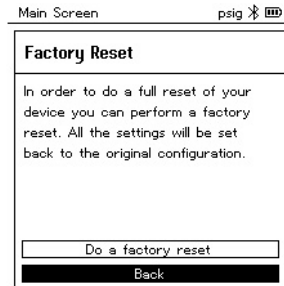 Main Screen psig
Factory Reset
In order to do a full reset of your
device you can perform a factory
reset. All the settings will be set
back to the original configuration.
Do a factory reset
Back